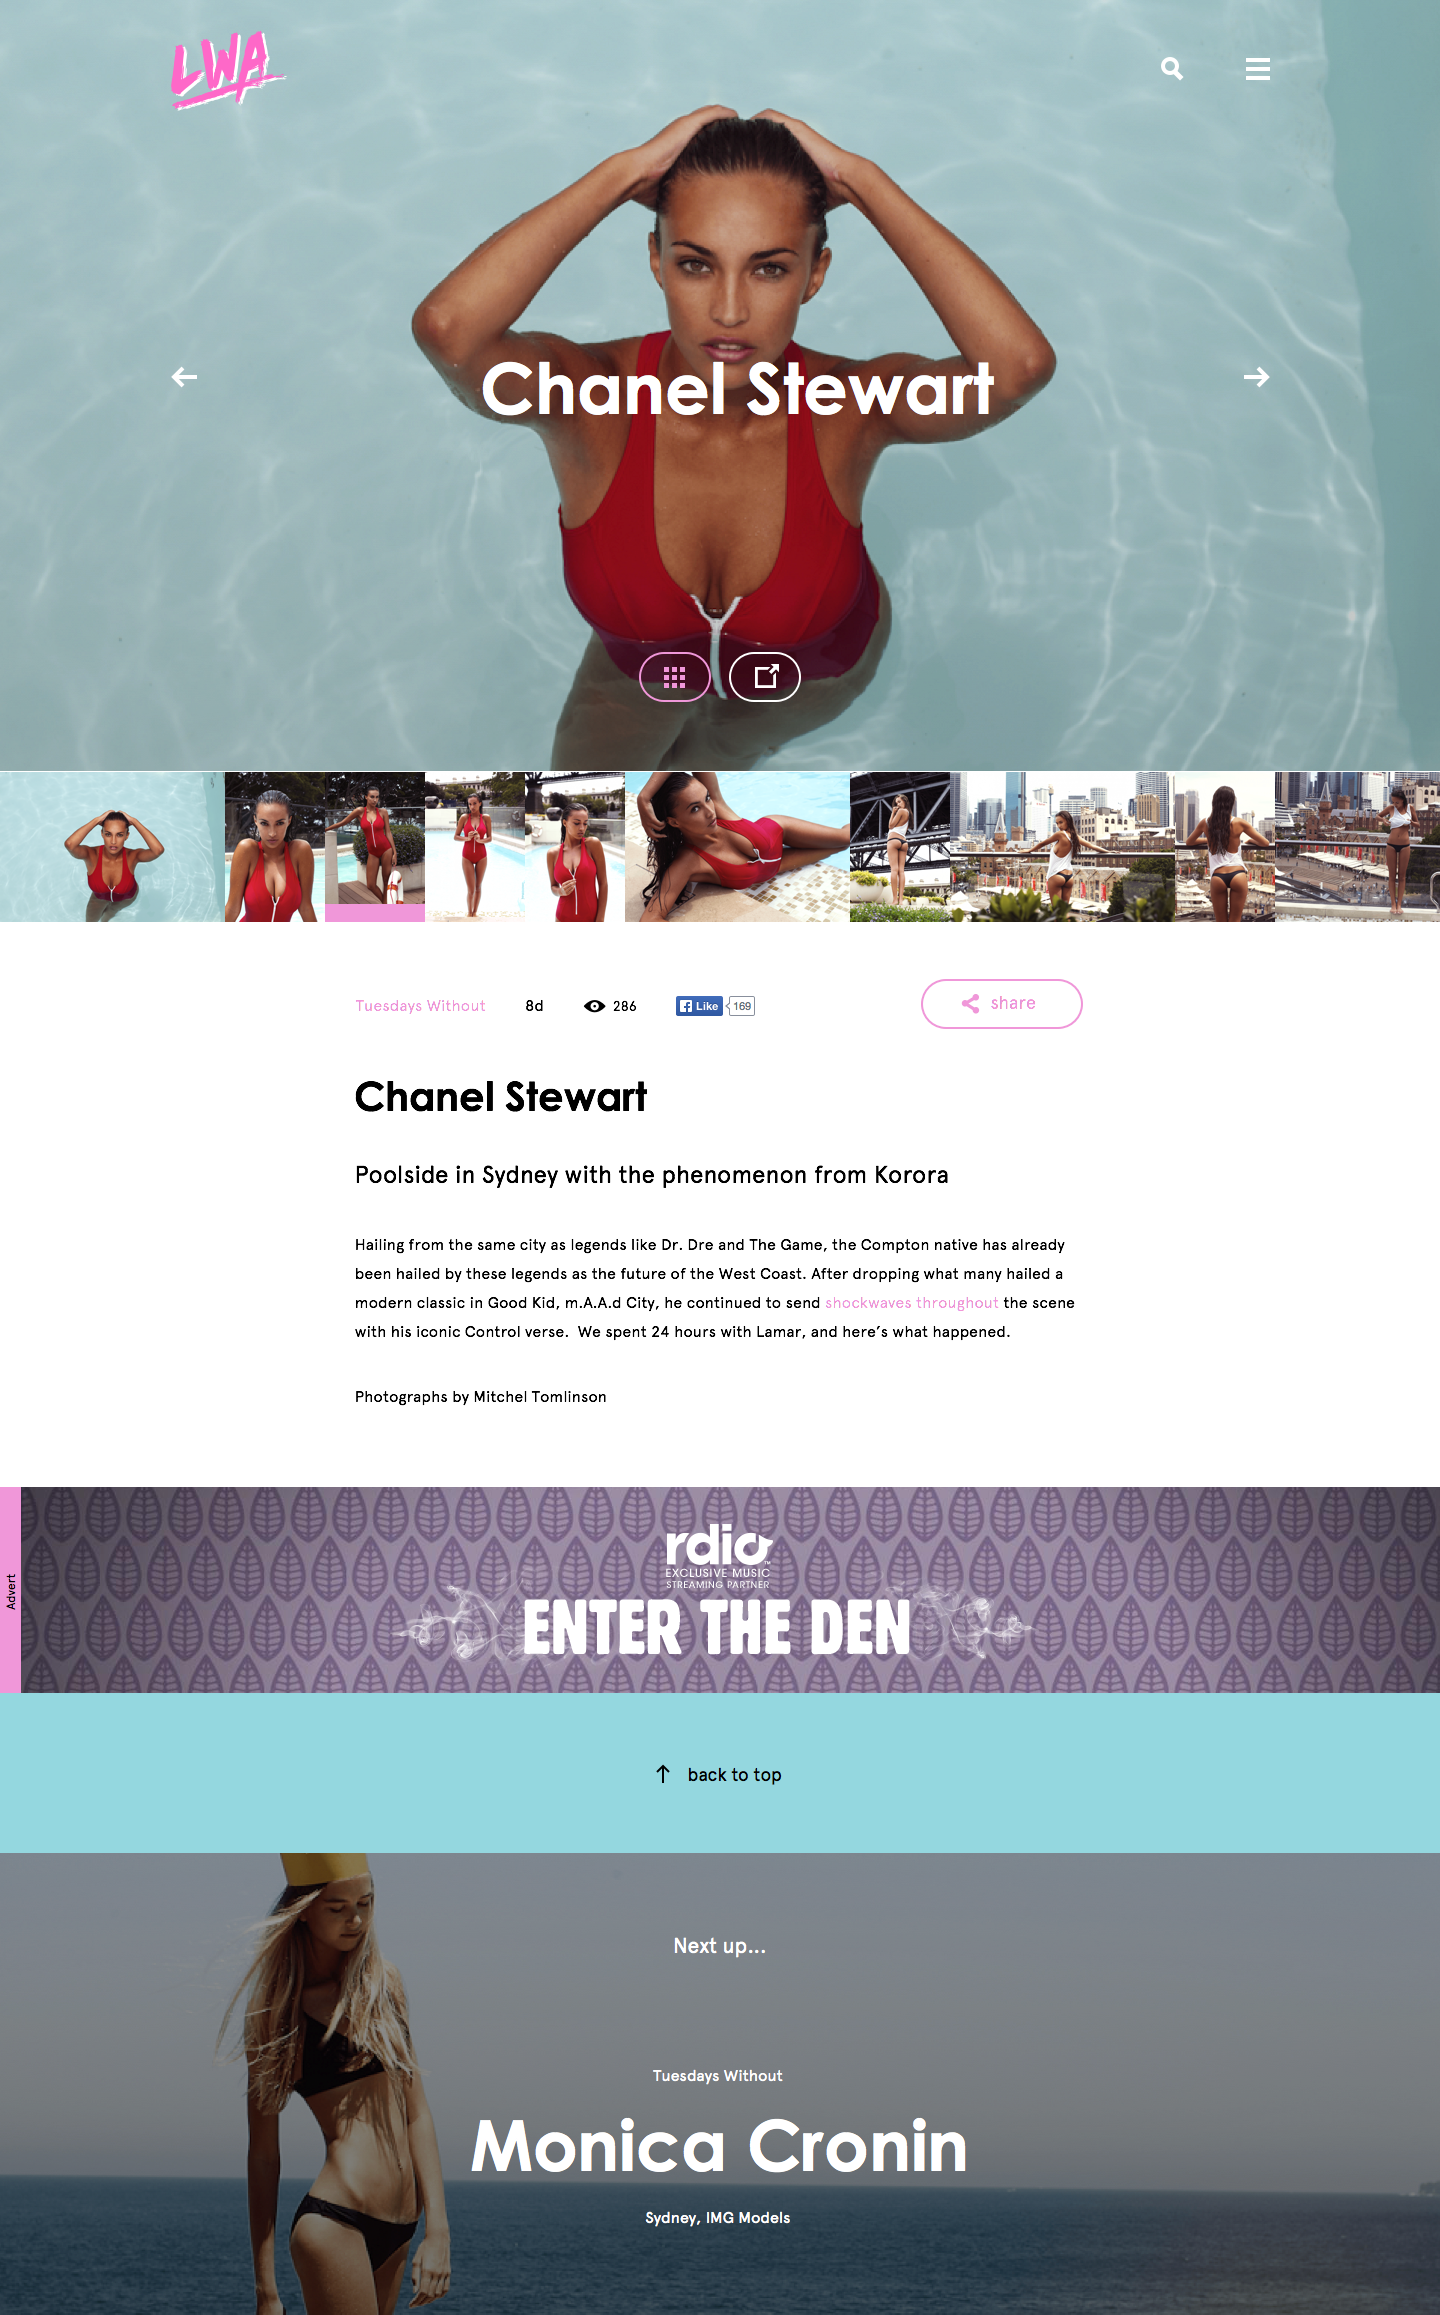 LWA
Chanel Stewart
Tuesdays Without
8d
286
Like
169
share
Chanel Stewart
Poolside in Sydney with the phenomenon from Korora
Hailing from the same city as legends like Dr. Dre and The Game, the Compton native has already
been hailed by these legends as the future of the West Coast. After dropping what many hailed a
modern classic in Good Kid, m.A.A.d City, he continued to send shockwaves throughout the scene
with his iconic Control verse.  We spent 24 hours with Lamar, and here’s what happened.
Photographs by Mitchel Tomlinson
Advert
rdio™
EXCLUSIVE MUSIC
STREAMING PARTNER
ENTER THE DEN
back to top
Next up...
Tuesdays Without
Monica Cronin
Sydney, IMG Models